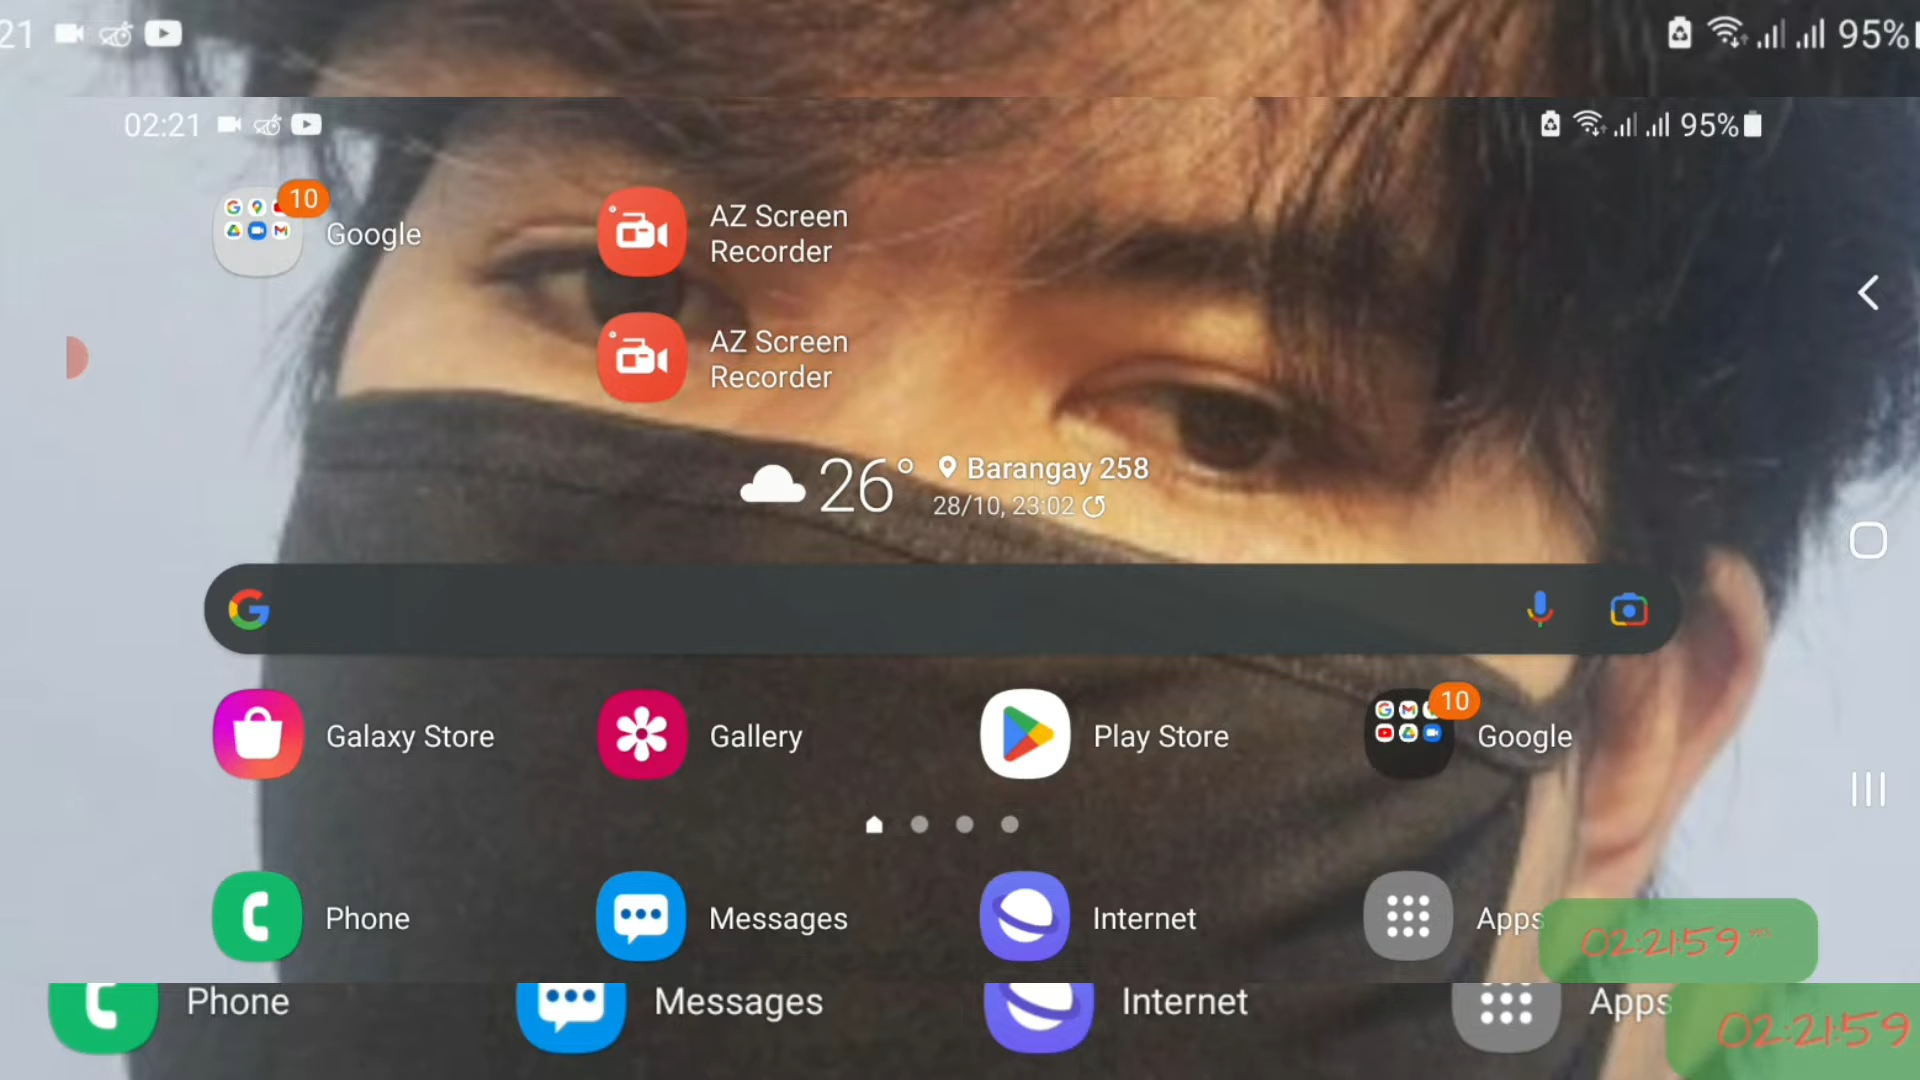 21
95%
02:21
95%
10
Google
AZ Screen
Recorder
AZ Screen
Recorder
26°
Barangay 258
28/10, 23:02
Galaxy Store
Gallery
Play Store
10
Google
Phone
Messages
Internet
Apps
02:21:59
Phone
Messages
Internet
Apps
02:21:59